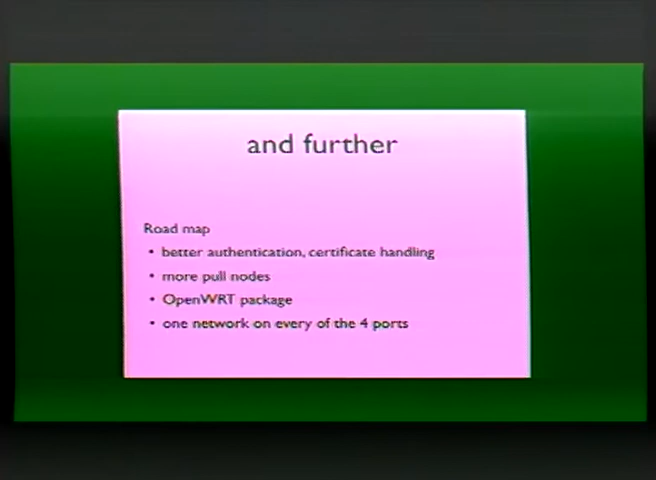 and further
Road map
• better authentication, certificate handling
• more pull nodes
• OpenWRT package
• one network on every of the 4 ports